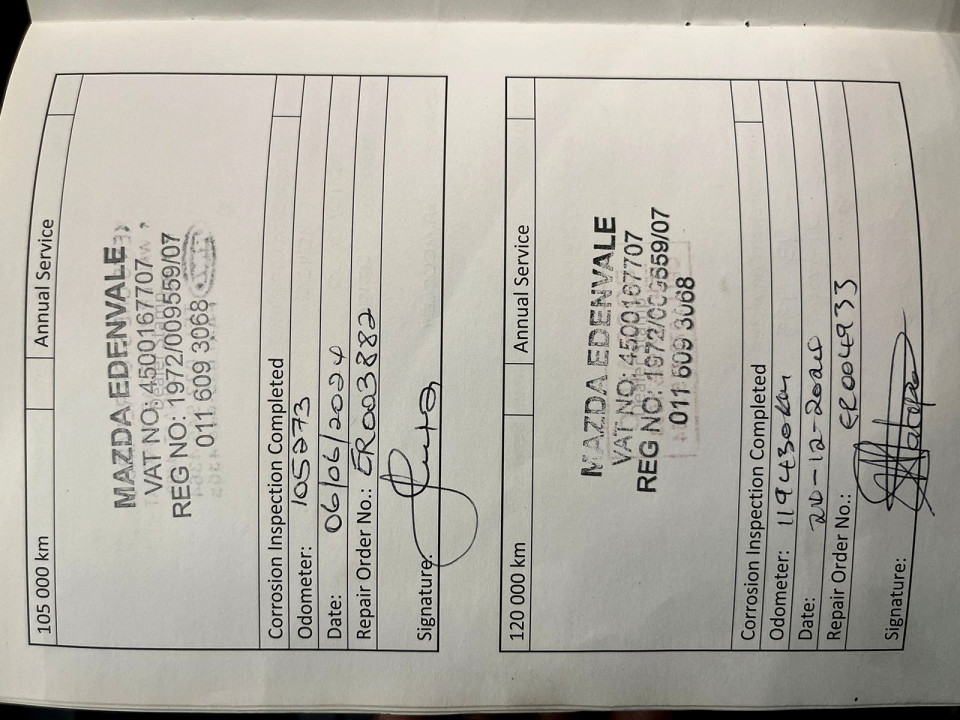 105 000 km Annual Service
MAZDA EDENVALE
VAT NO: 4500167707
REG NO: 1972/009559/07
011 609 3068
Corrosion Inspection Completed
Odometer: 105273
Date: 06/06/2024
Repair Order No.: ER003882
Signature:
120 000 km Annual Service
MAZDA EDENVALE
VAT NO: 4500167707
REG NO: 1972/009559/07
011 609 3068
Corrosion Inspection Completed
Odometer: 119430km
Date: 20-12-2024
Repair Order No.: ER004933
Signature: